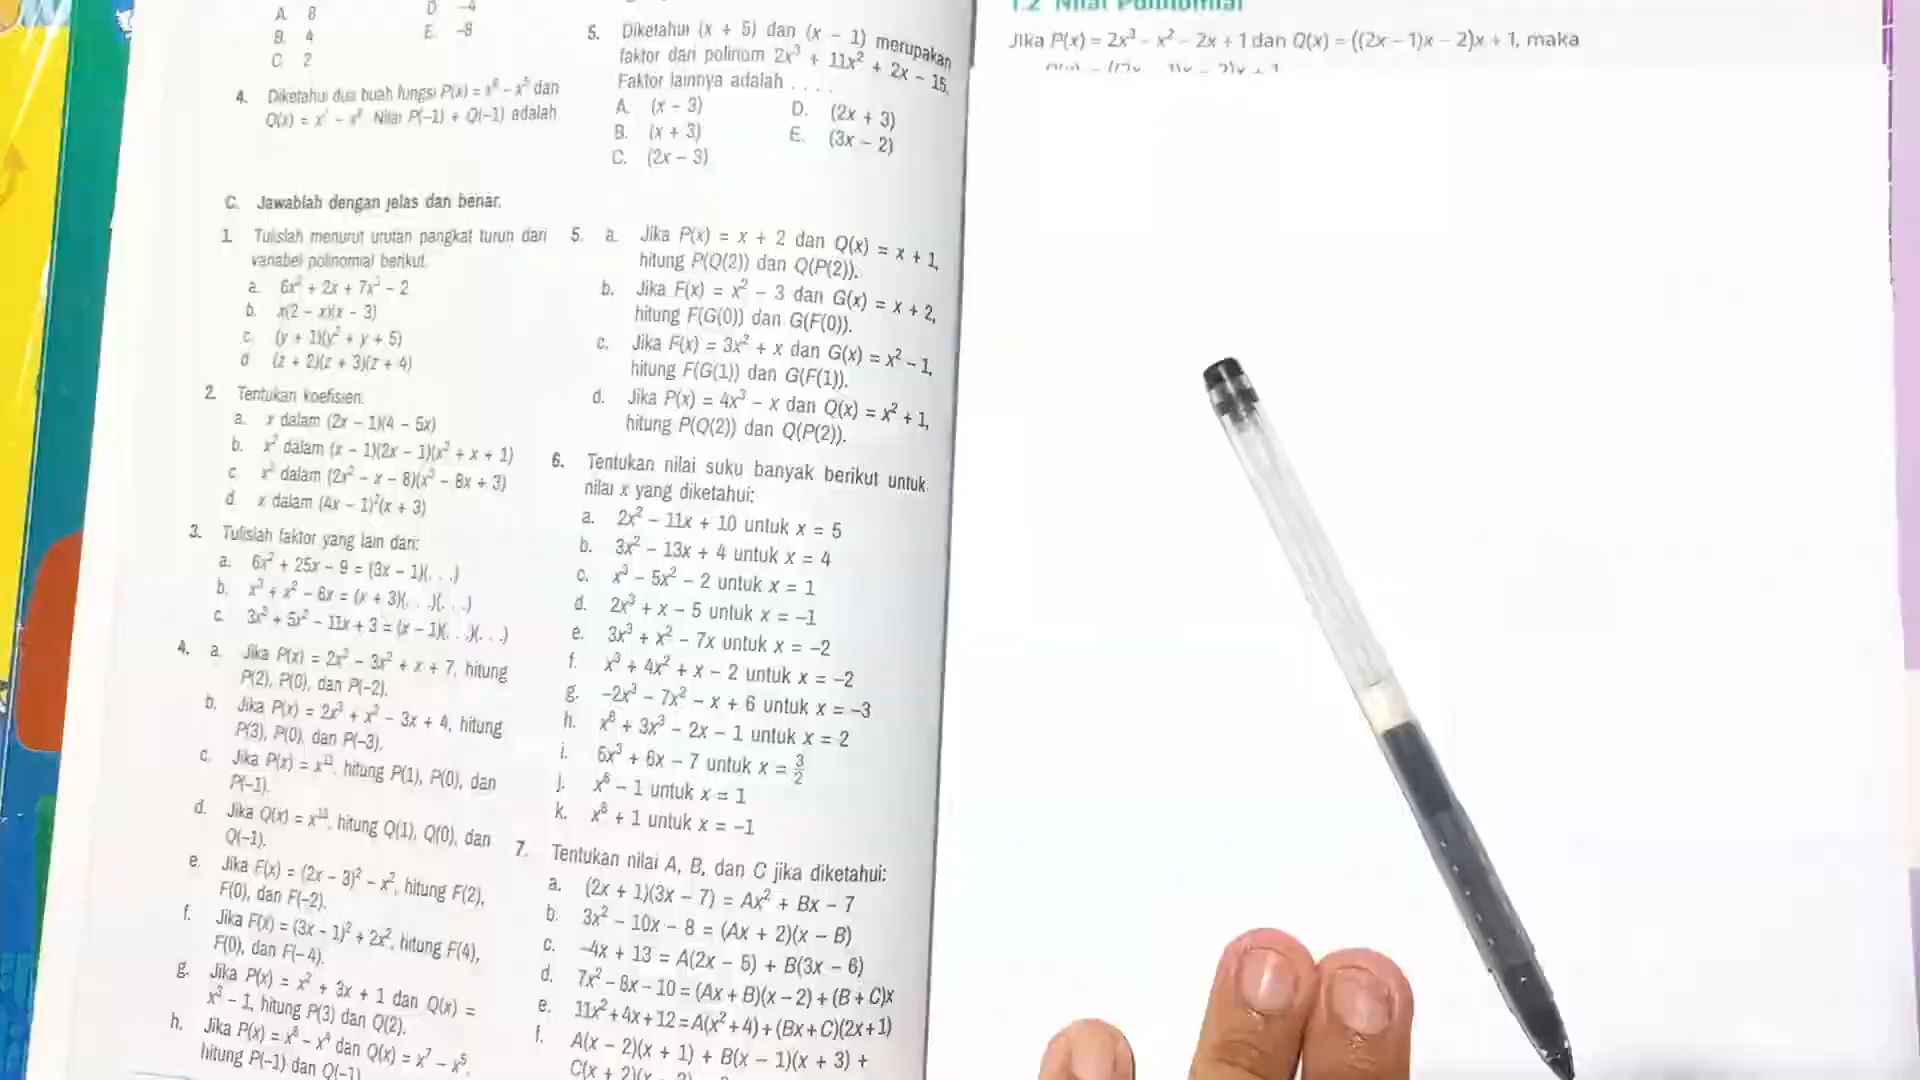 A. 8
D. -4
B. 4
E. -8
C. 2
4. Diketahui dua buah fungsi P(x) = x⁶ − x⁵ dan
Nilai P(−1) + Q(−1) adalah
5. Diketahui (x + 5) dan (x − 1) merupakan
faktor dari polinom 2x³ + 11x² + 2x − 15.
Faktor lainnya adalah . . . .
A. (x − 3)
D. (2x + 3)
B. (x + 3)
E. (3x − 2)
C. (2x − 3)
C. Jawablah dengan jelas dan benar.
1. Tulislah menurut urutan pangkat turun dari
variabel polinomial berikut.
a. 6x² + 2x + 7x³ − 2
b. x(2 − x)(x − 3)
c. (y + 1)(y² + y + 5)
d. (z + 2)(z + 3)(z + 4)
2. Tentukan koefisien:
a. x dalam (2x − 1)(4 − 5x)
b. x² dalam (x − 1)(2x − 1)(x² + x + 1)
c. dalam (2x² − x − 8)(x² − 8x + 3)
d. x dalam (4x − 1)²(x + 3)
3. Tulislah faktor yang lain dari:
a. 6x² + 25x − 9 = (3x − 1)(. . .)
b. x³ + x² − 6x = (x + 3)(. . .)(. . .)
c. 3x³ + 5x² − 11x + 3 = (x − 1)(. . .)(. . .)
4. a. Jika P(x) = 2x³ − 3x² + x + 7, hitung
P(2), P(0), dan P(−2).
b. Jika P(x) = 2x³ + x² − 3x + 4, hitung
P(3), P(0), dan P(−3).
c. Jika P(x) = hitung P(1), P(0), dan
P(−1).
d. Jika Q(x) = hitung Q(1), Q(0), dan
Q(−1).
e. Jika F(x) = (2x − 3)² − x², hitung F(2),
F(0), dan F(−2).
f. Jika F(x) = (3x − 1)² + 2x², hitung F(4),
F(0), dan F(−4).
g. Jika P(x) = x² + 3x + 1 dan Q(x) =
x³ − 1, hitung P(3) dan Q(2).
h. Jika P(x) = x⁶ − x⁴ dan Q(x) = x⁷ − x⁵,
hitung P(−1) dan Q(−1)
5. a. Jika P(x) = x + 2 dan Q(x) = x + 1,
hitung P(Q(2)) dan Q(P(2)).
b. Jika F(x) = x² − 3 dan G(x) = x + 2,
hitung F(G(0)) dan G(F(0)).
c. Jika F(x) = 3x² + x dan G(x) = x² − 1,
hitung F(G(1)) dan G(F(1)).
d. Jika P(x) = 4x³ − x dan Q(x) = x² + 1,
hitung P(Q(2)) dan Q(P(2)).
6. Tentukan nilai suku banyak berikut untuk
nilai x yang diketahui:
a. 2x² − 11x + 10 untuk x = 5
b. 3x² − 13x + 4 untuk x = 4
c. x³ − 5x² − 2 untuk x = 1
d. 2x³ + x − 5 untuk x = −1
e. 3x³ + x² − 7x untuk x = −2
f. x³ + 4x² + x − 2 untuk x = −2
g. −2x³ − 7x² − x + 6 untuk x = −3
h. x⁶ + 3x³ − 2x − 1 untuk x = 2
i. 6x³ + 6x − 7 untuk x = 3/2
j. x⁶ − 1 untuk x = 1
k. x⁸ + 1 untuk x = −1
7. Tentukan nilai A, B, dan C jika diketahui:
a. (2x + 1)(3x − 7) = Ax² + Bx − 7
b. 3x² − 10x − 8 = (Ax + 2)(x − B)
c. −4x + 13 = A(2x − 5) + B(3x − 6)
d. 7x² − 8x − 10 = (Ax + B)(x − 2) + (B + C)x
e. 11x² + 4x + 12 = A(x² + 4) + (Bx + C)(2x + 1)
f. A(x − 2)(x + 1) + B(x − 1)(x + 3) +
1.2 Nilai Polinomial
Jika P(x) = 2x³ − x² − 2x + 1 dan Q(x) = ((2x − 1)x − 2)x + 1, maka